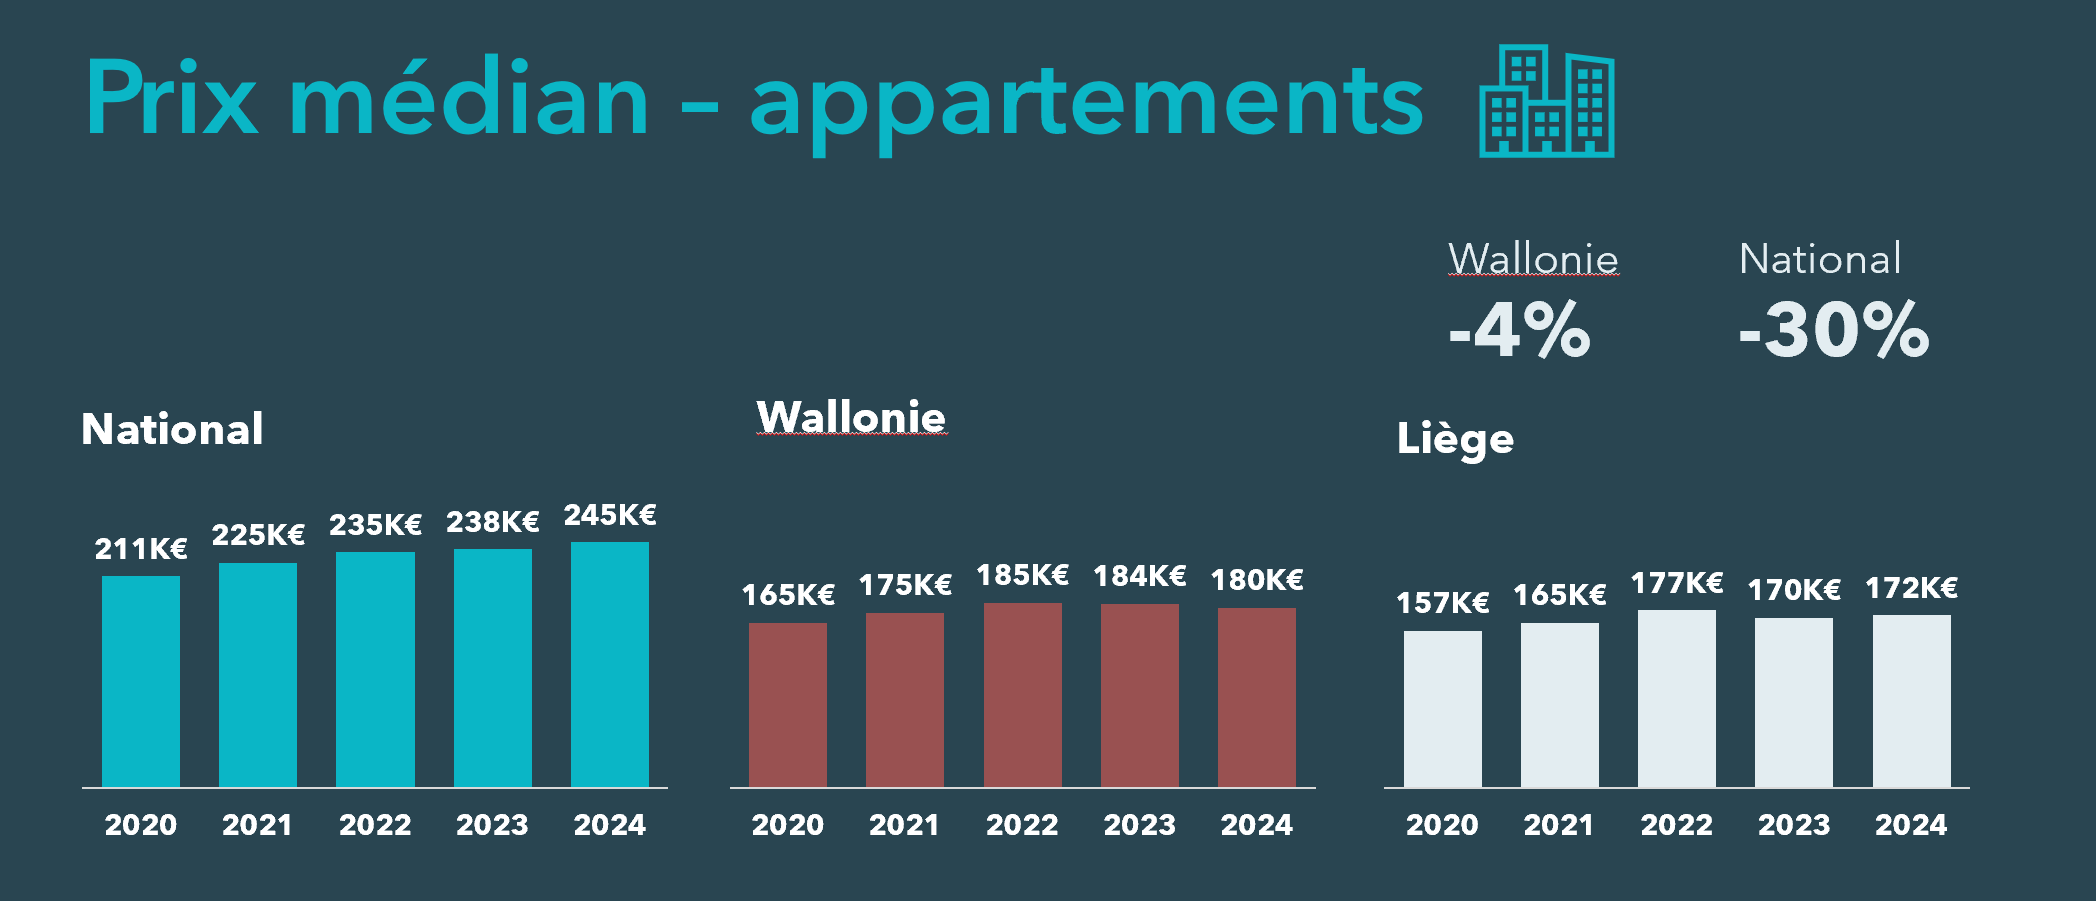 Prix médian – appartements
Wallonie
-4%
National
-30%
National
211K€ 225K€ 235K€ 238K€ 245K€
2020 2021 2022 2023 2024
Wallonie
165K€ 175K€ 185K€ 184K€ 180K€
2020 2021 2022 2023 2024
Liège
157K€ 165K€ 177K€ 170K€ 172K€
2020 2021 2022 2023 2024